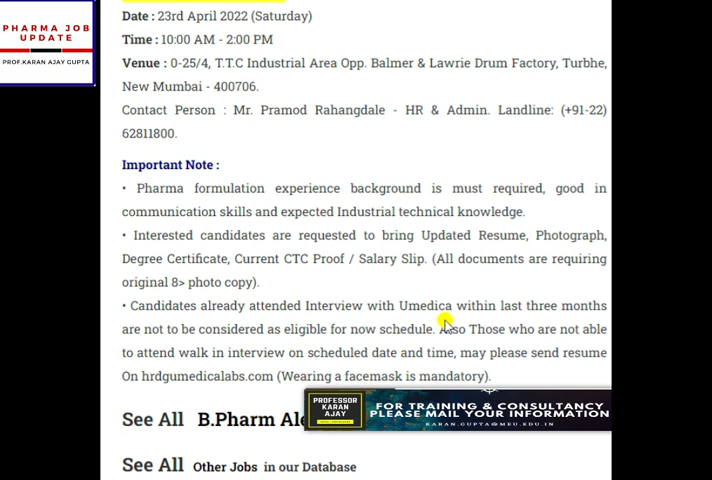 PHARMA JOB
UPDATE
PROF.KARAN AJAY GUPTA
Date : 23rd April 2022 (Saturday)
Time : 10:00 AM - 2:00 PM
Venue : 0-25/4, T.T.C Industrial Area Opp. Balmer & Lawrie Drum Factory, Turbhe,
New Mumbai - 400706.
Contact Person : Mr. Pramod Rahangdale - HR & Admin. Landline: (+91-22)
62811800.
Important Note :
• Pharma formulation experience background is must required, good in
communication skills and expected Industrial technical knowledge.
• Interested candidates are requested to bring Updated Resume, Photograph,
Degree Certificate, Current CTC Proof / Salary Slip. (All documents are requiring
original 8> photo copy).
• Candidates already attended Interview with Umedica within last three months
are not to be considered as eligible for now schedule. Also Those who are not able
to attend walk in interview on scheduled date and time, may please send resume
On hrdgumedicalabs.com (Wearing a facemask is mandatory).
See All B.Pharm Ale
PROFESSOR
KARAN
AJAY
FOR TRAINING & CONSULTANCY
PLEASE MAIL YOUR INFORMATION
KARAN.GUPTA@MEU.EDU.IN
See All Other Jobs in our Database